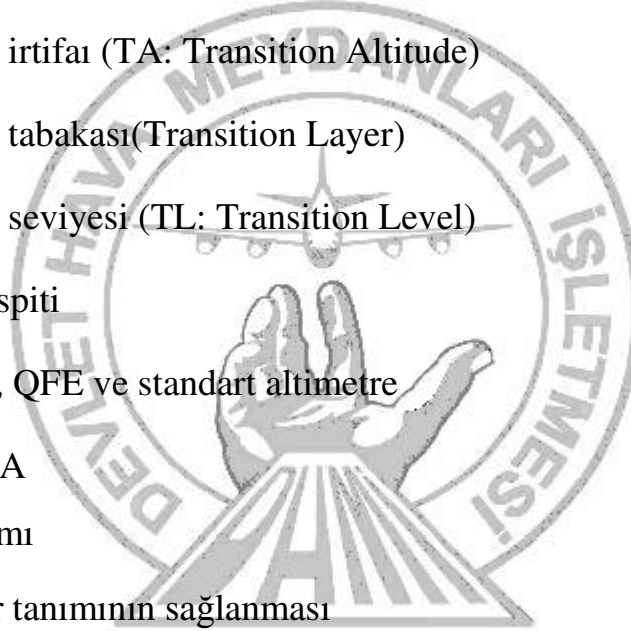 irtifaı (TA: Transition Altitude)
tabakası(Transition Layer)
seviyesi (TL: Transition Level)
spiti
, QFE ve standart altimetre
A
mı
r tanımının sağlanması
DEVLET HAVA MEYDANLARI İŞLETMESİ